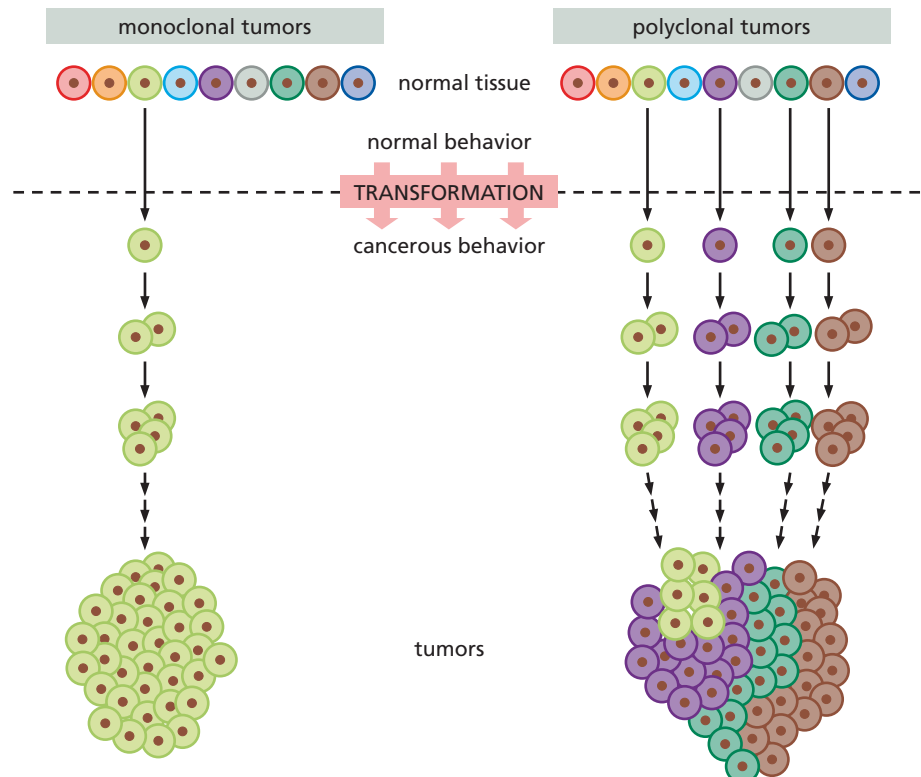 monoclonal tumors
polyclonal tumors
normal tissue
normal behavior
TRANSFORMATION
cancerous behavior
tumors